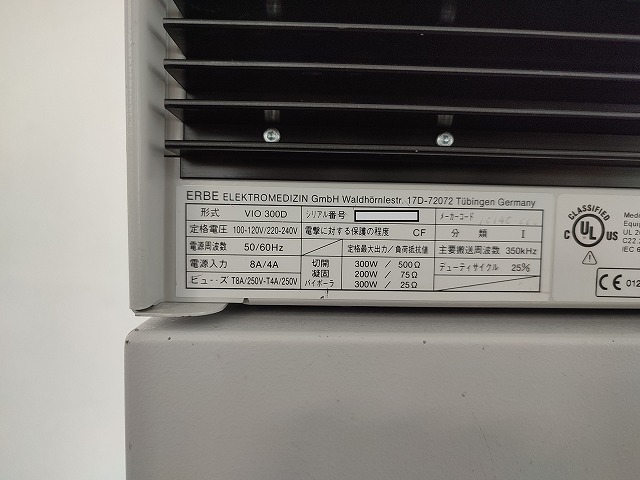 ERBE ELEKTROMEDIZIN GmbH Waldhörnlestr. 17D-72072 Tübingen Germany
形式 VIO 300D シリアル番号 メーカーコード
定格電圧 100-120V/220-240V 電撃に対する保護の程度 CF 分類 I
電源周波数 50/60Hz 定格最大出力/負荷抵抗値 主要搬送周波数 350kHz
電源入力 8A/4A 切開 300W / 500Ω デューティサイクル 25%
凝固 200W / 75Ω
ヒューズ T8A/250V-T4A/250V バイポーラ 300W / 25Ω
CLASSIFIED
C UL US
UL
C22.
IEC
CE 012